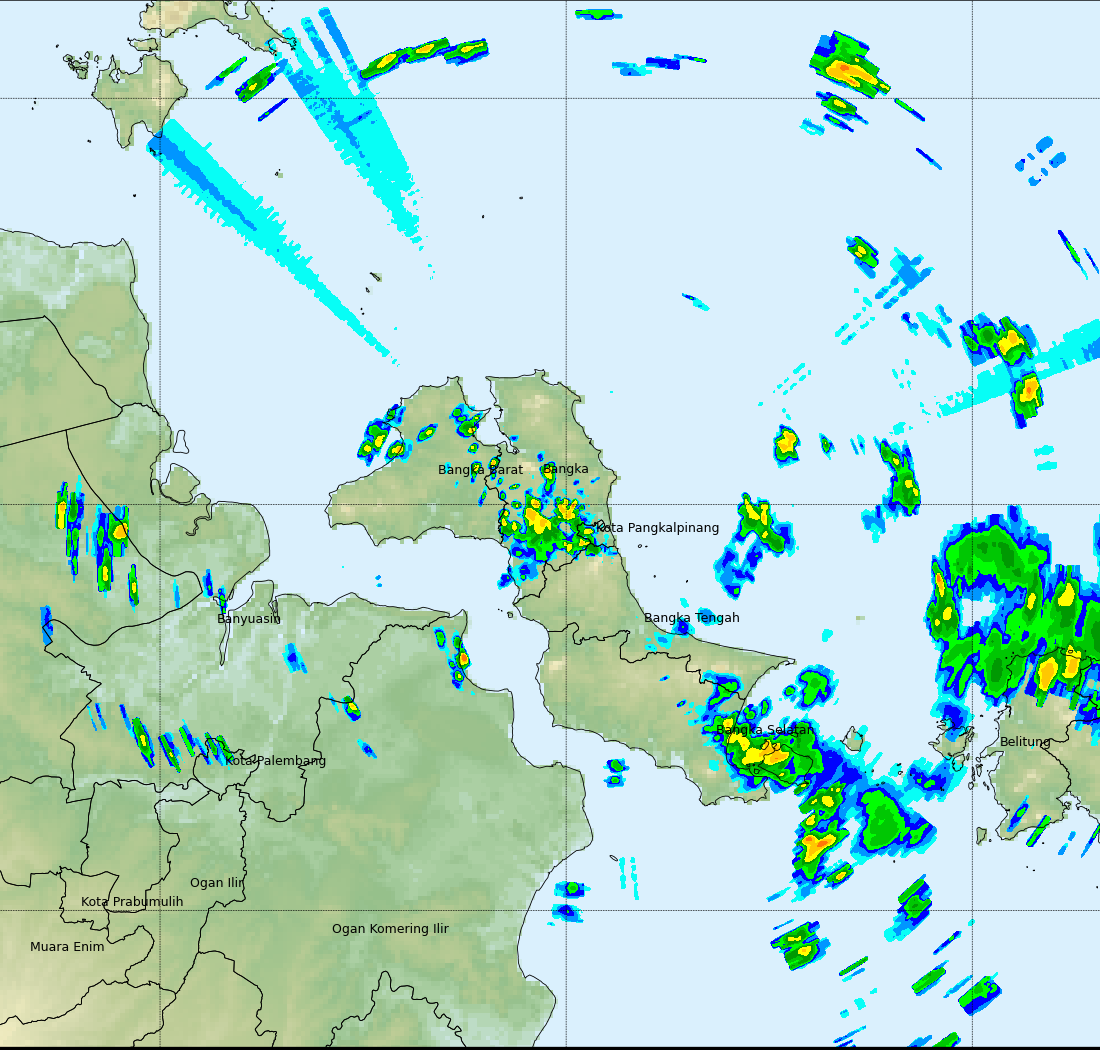 Bangka Barat
Bangka
Kota Pangkalpinang
Banyuasin
Bangka Tengah
Bangka Selatan
Belitung
Kota Palembang
Ogan Ilir
Kota Prabumulih
Ogan Komering Ilir
Muara Enim